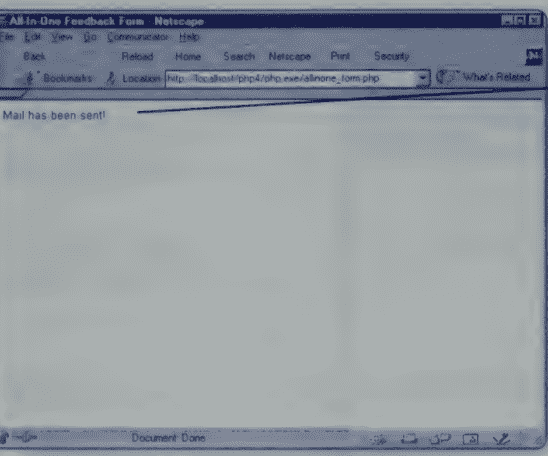 All-In-One Feedback Form - Netscape
File Edit View Go Communicator Help
Back Reload Home Search Netscape Print Security
Bookmarks Location http://localhost/php4/php.exe/allinone_form.php What's Related
Mail has been sent!
Document Done